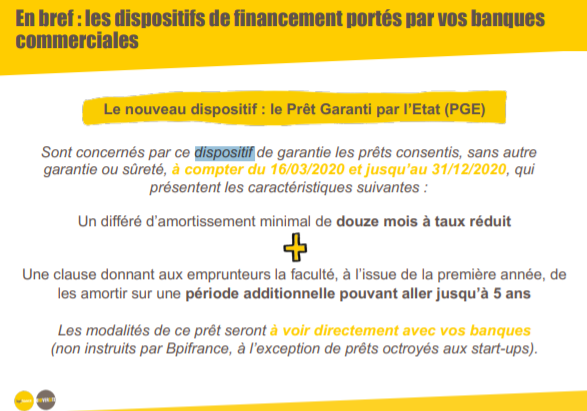 En bref : les dispositifs de financement portés par vos banques
commerciales
Le nouveau dispositif : le Prêt Garanti par l'Etat (PGE)
Sont concernés par ce dispositif de garantie les prêts consentis, sans autre
garantie ou sûreté, à compter du 16/03/2020 et jusqu'au 31/12/2020, qui
présentent les caractéristiques suivantes :
Un différé d'amortissement minimal de douze mois à taux réduit
Une clause donnant aux emprunteurs la faculté, à l'issue de la première année, de
les amortir sur une période additionnelle pouvant aller jusqu'à 5 ans
Les modalités de ce prêt seront à voir directement avec vos banques
(non instruits par Bpifrance, à l'exception de prêts octroyés aux start-ups).